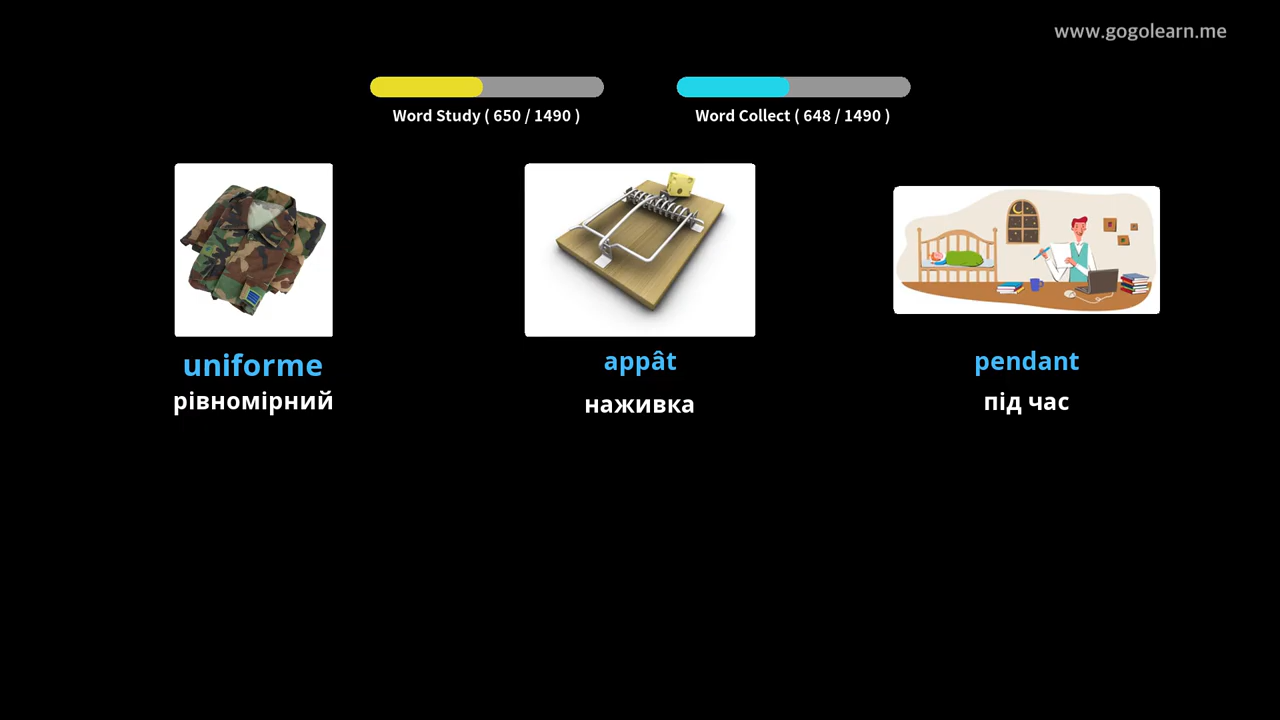 www.gogolearn.me
Word Study ( 650 / 1490 )
Word Collect ( 648 / 1490 )
uniforme
рівномірний
appât
наживка
pendant
під час